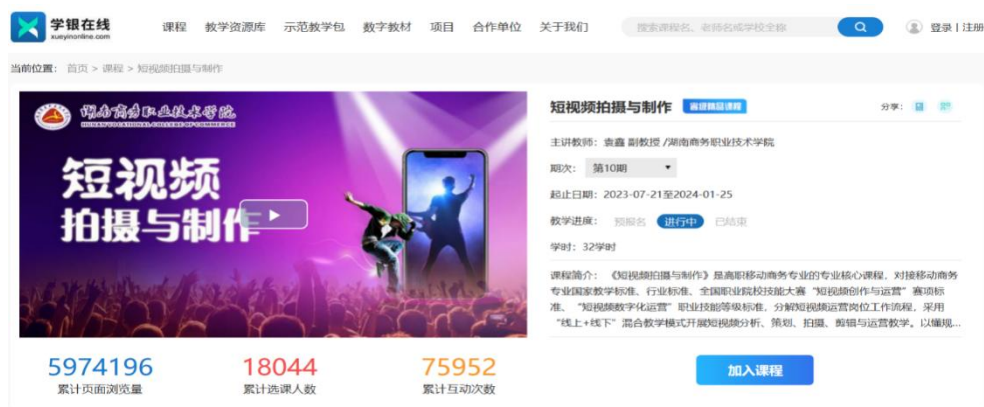 学银在线
xueyinonline.com
课程 教学资源库 示范教学包 数字教材 项目 合作单位 关于我们
搜索课程名、老师名或学校全称
登录 | 注册
当前位置: 首页 > 课程 > 短视频拍摄与制作
湖南商务职业技术学院
HUNAN VOCATIONAL COLLEGE OF COMMERCE
短视频
拍摄与制作
短视频拍摄与制作 省级精品课程
分享:
主讲教师: 袁鑫 副教授 /湖南商务职业技术学院
期次: 第10期
起止日期: 2023-07-21至2024-01-25
教学进度: 预报名 进行中 已结束
学时: 32学时
课程简介: 《短视频拍摄与制作》是高职移动商务专业的专业核心课程，对接移动商务
专业国家教学标准、行业标准、全国职业院校技能大赛 “短视频创作与运营” 赛项标
准、 “短视频数字化运营” 职业技能等级标准，分解短视频运营岗位工作流程，采用
“线上+线下” 混合教学模式开展短视频分析、策划、拍摄、剪辑与运营教学。以懂规...
5974196 18044 75952
累计页面浏览量 累计选课人数 累计互动次数
加入课程